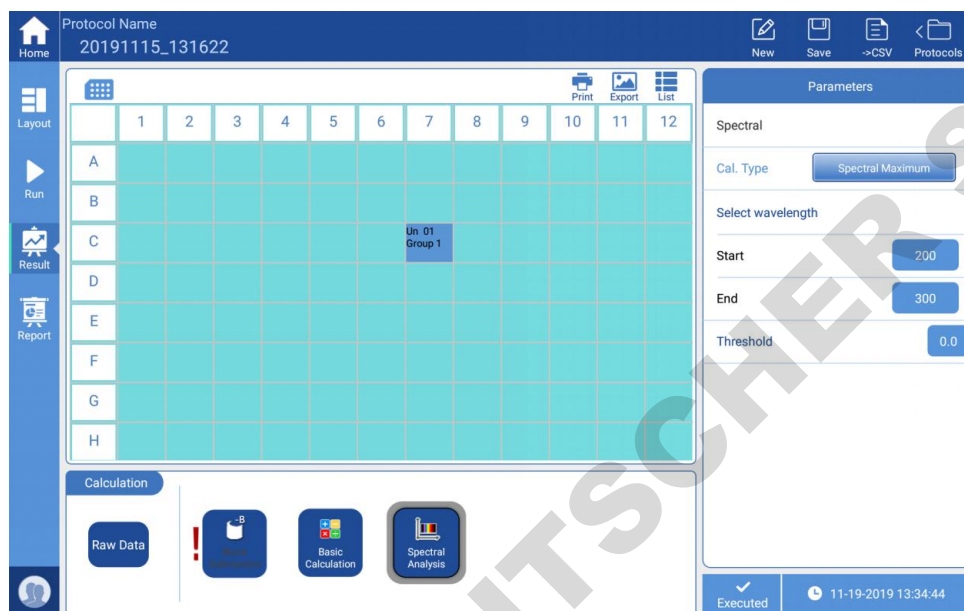 Protocol Name
20191115_131622
Home
New
Save
->CSV
Protocols
Layout
Run
Result
Report
Print
Export
List
1 2 3 4 5 6 7 8 9 10 11 12
A
B
C
D
E
F
G
H
Un 01
Group 1
Parameters
Spectral
Cal. Type
Spectral Maximum
Select wavelength
Start
200
End
300
Threshold
0.0
Calculation
Raw Data
!
-B
Basic
Calculation
Spectral
Analysis
Executed
11-19-2019 13:34:44